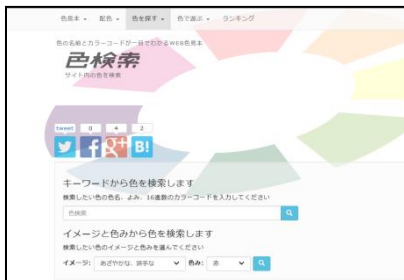 色見本 配色 色を探す 色で遊ぶ ランキング
色の名前とカラーコードが一目でわかるWEB色見本
色検索
サイト内の色を検索
tweet 0 4 2
B!
キーワードから色を検索します
検索したい色の色名、よみ、16進数のカラーコードを入力してください
色検索
イメージと色みから色を検索します
検索したい色のイメージと色みを選んでください
イメージ: あざやかな、派手な 色み: 赤